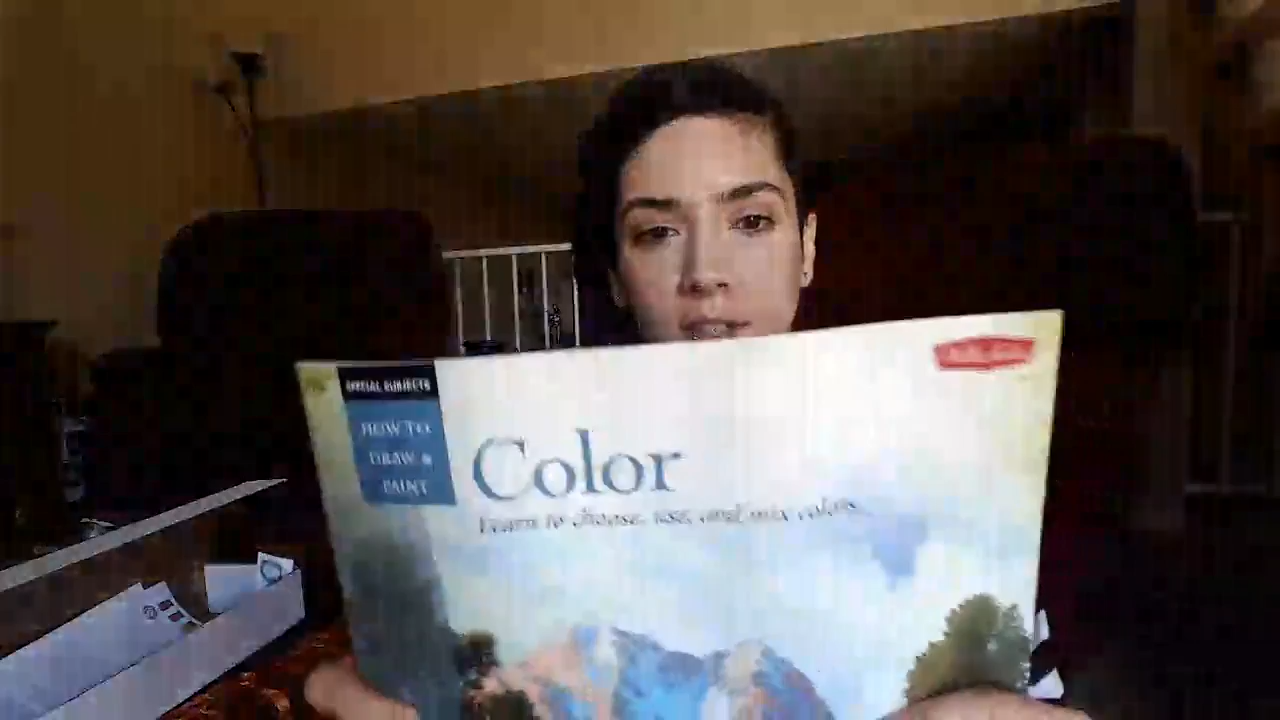 SPECIAL SUBJECTS
HOW TO
DRAW &
PAINT
Color
Learn to choose, use, and mix colors